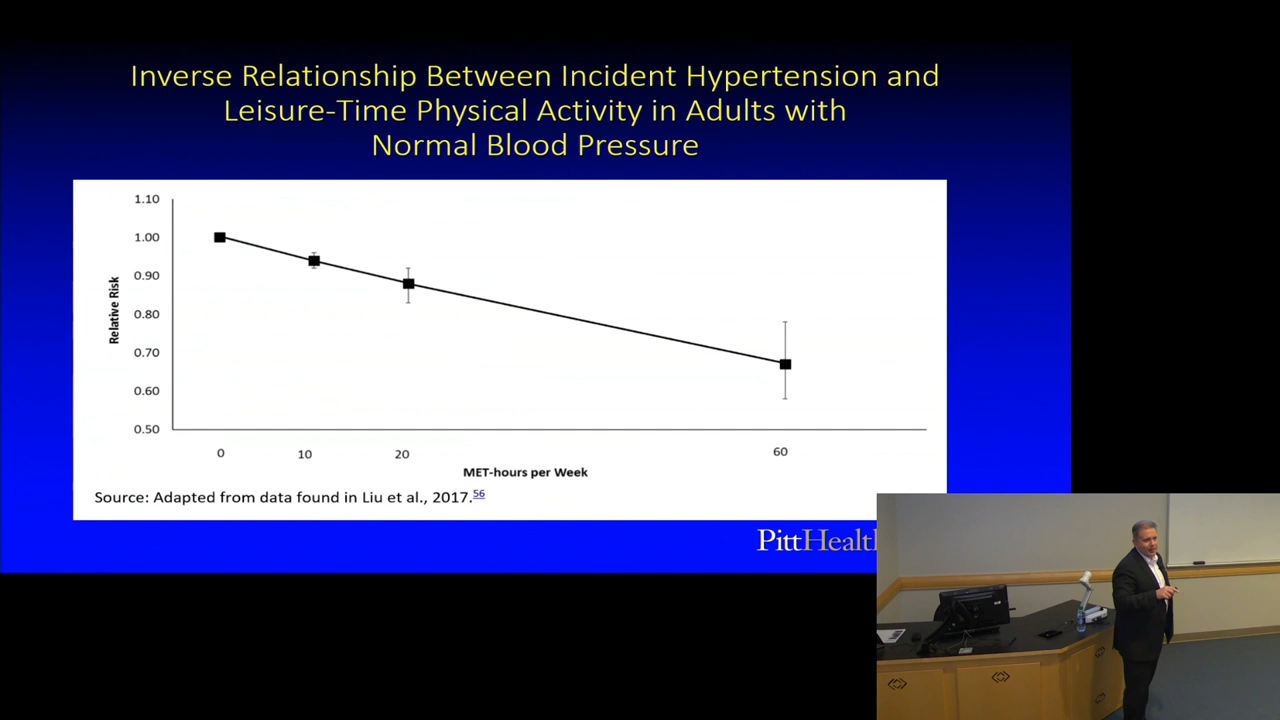 Inverse Relationship Between Incident Hypertension and
Leisure-Time Physical Activity in Adults with
Normal Blood Pressure
1.10
1.00
0.90
0.80
0.70
0.60
0.50
Relative Risk
0 10 20 60
MET-hours per Week
Source: Adapted from data found in Liu et al., 2017.56
PittHealth